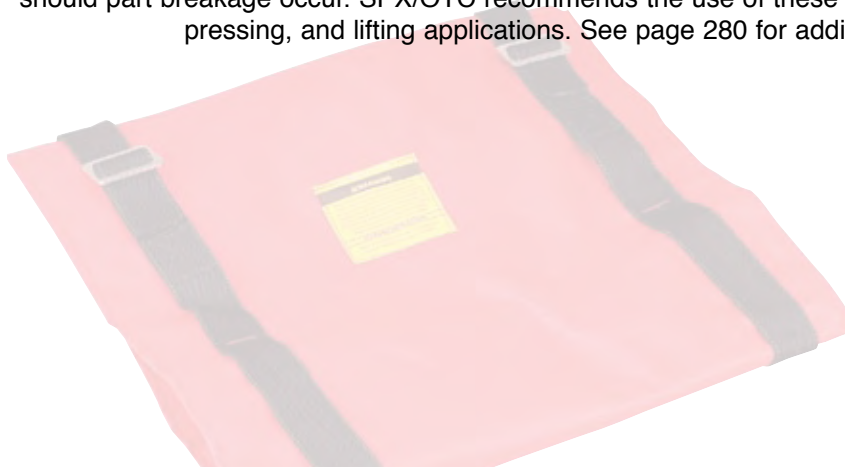 should part breakage occur. SPX/OTC recommends the use of these
pressing, and lifting applications. See page 280 for addi